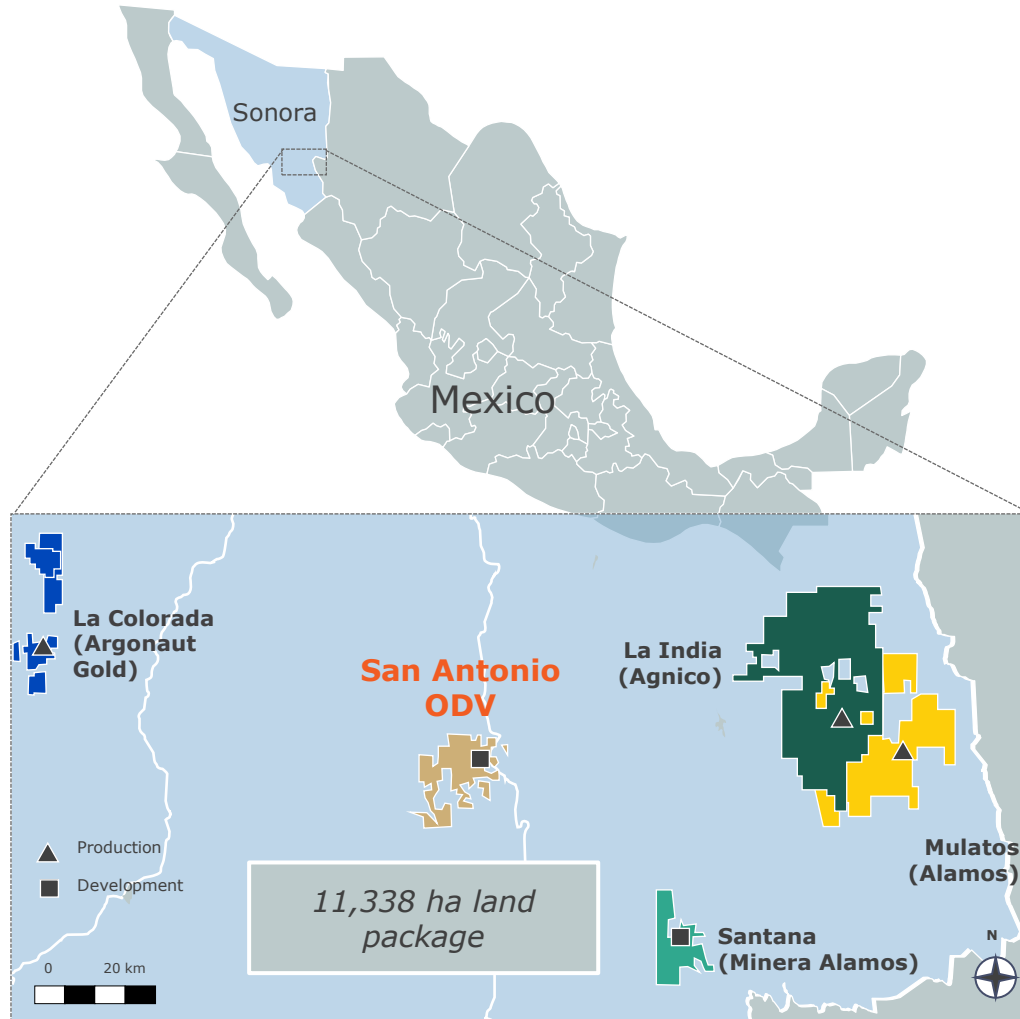 Sonora
Mexico
La Colorada
(Argonaut
Gold)
San Antonio
ODV
La India
(Agnico)
Mulatos
(Alamos)
Production
Development
11,338 ha land
package
Santana
(Minera Alamos)
N
0 20 km